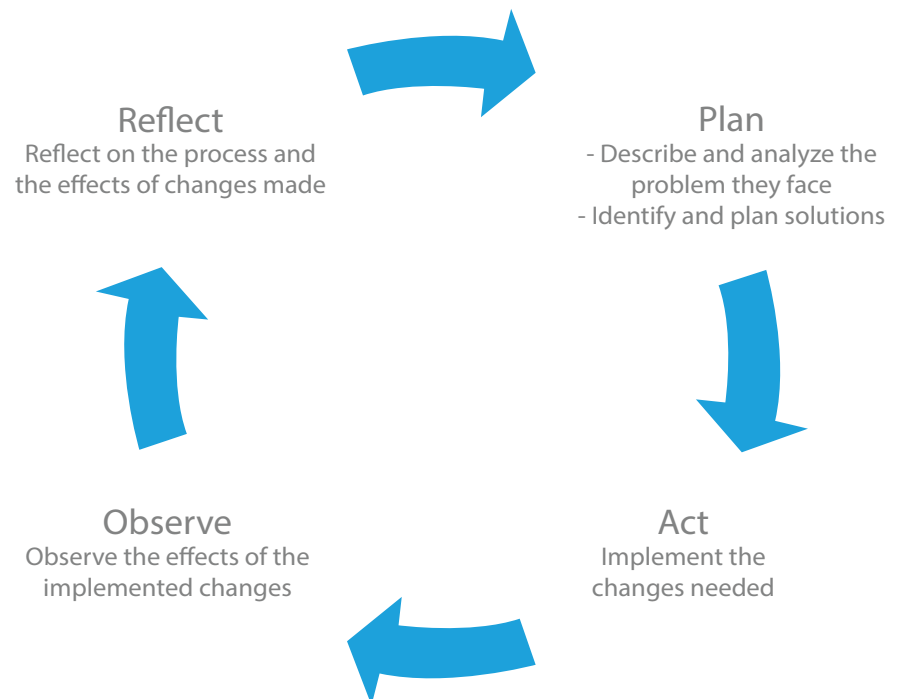 Reflect
Reflect on the process and
the effects of changes made
Plan
- Describe and analyze the
problem they face
- Identify and plan solutions
Act
Implement the
changes needed
Observe
Observe the effects of the
implemented changes